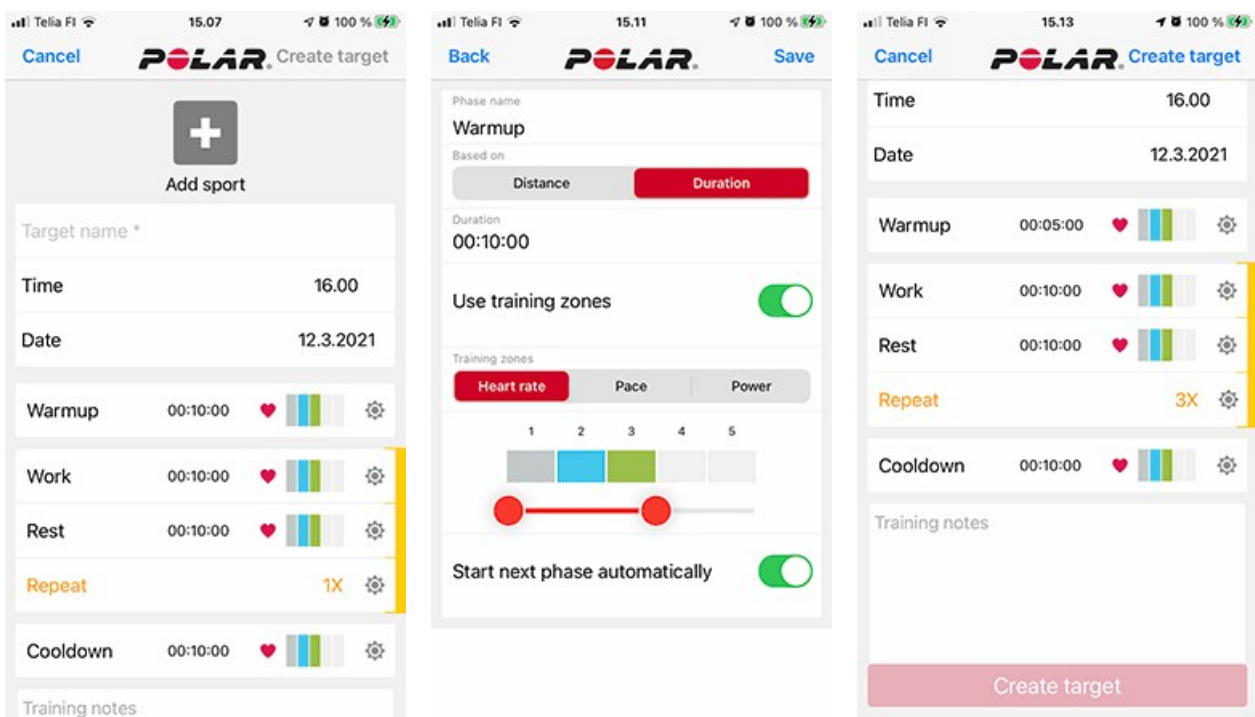 Telia FI 15.07 100 %
Cancel POLAR. Create target
Add sport
Target name *
Time 16.00
Date 12.3.2021
Warmup 00:10:00
Work 00:10:00
Rest 00:10:00
Repeat 1X
Cooldown 00:10:00
Training notes
Telia FI 15.11 100 %
Back POLAR. Save
Phase name
Warmup
Based on
Distance Duration
Duration
00:10:00
Use training zones
Training zones
Heart rate Pace Power
1 2 3 4 5
Start next phase automatically
Telia FI 15.13 100 %
Cancel POLAR. Create target
Time 16.00
Date 12.3.2021
Warmup 00:05:00
Work 00:10:00
Rest 00:10:00
Repeat 3X
Cooldown 00:10:00
Training notes
Create target